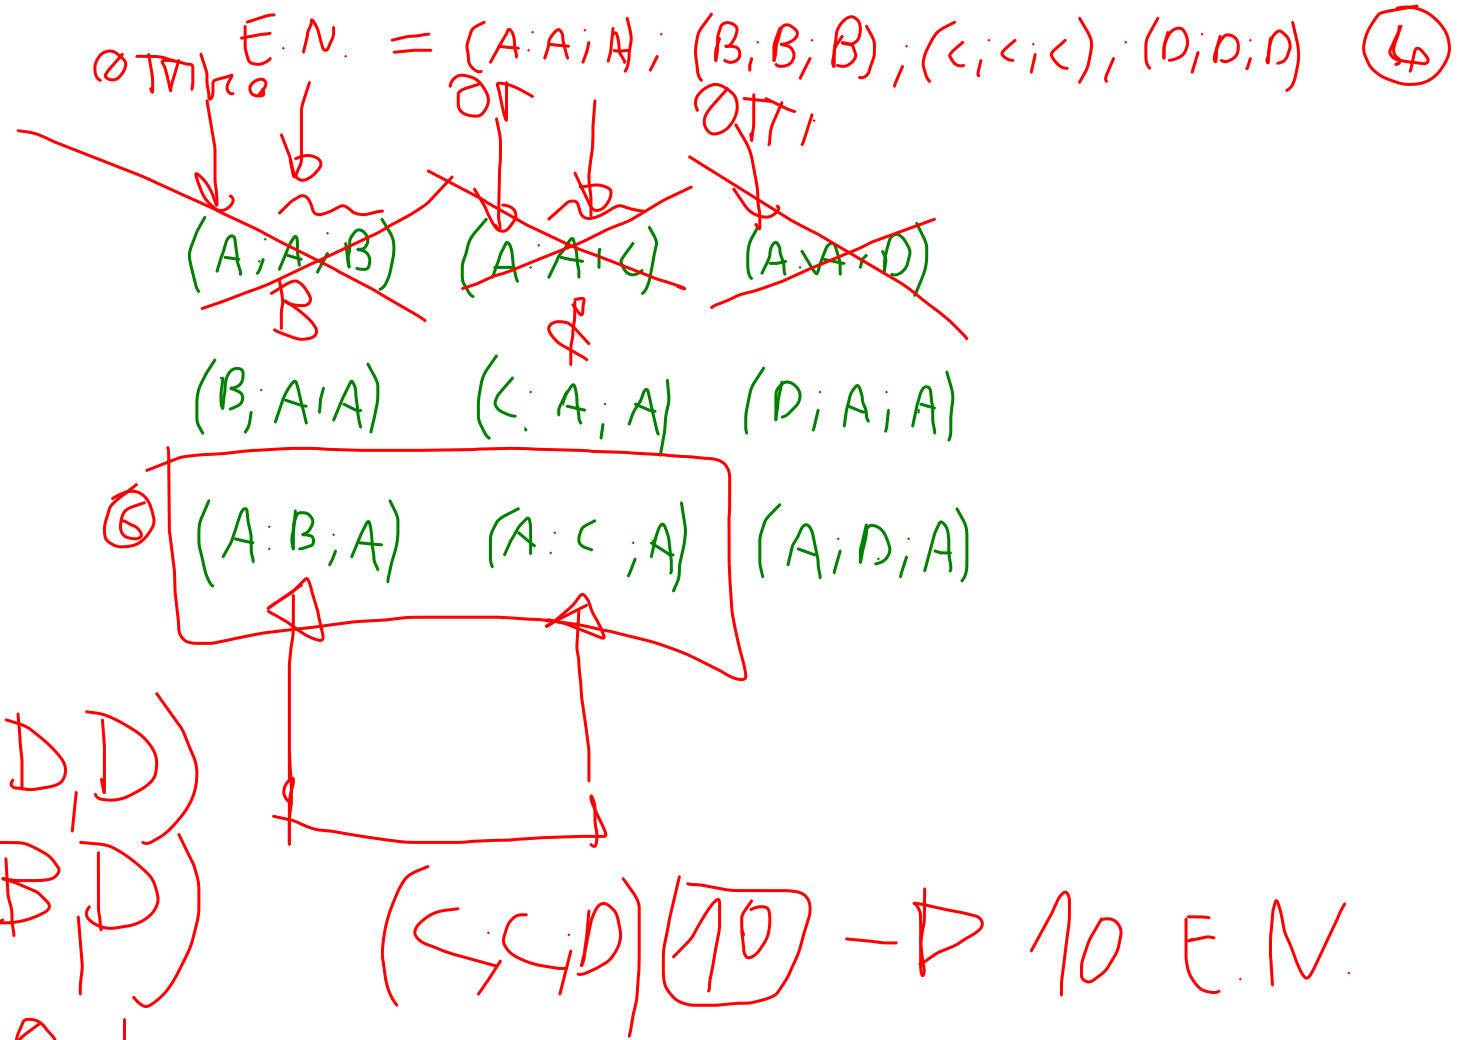 E.N. = (A;A;A); (B;B;B); (C;C;C); (D;D;D) 4
(A;A;B) (A;A;C) (A;A;D)
B
(B;A;A) (C;A;A) (D;A;A)
6 (A;B;A) (A;C;A) (A;D;A)
D,D)
B,D)
(C,C,D) 10 → 10 E.N.